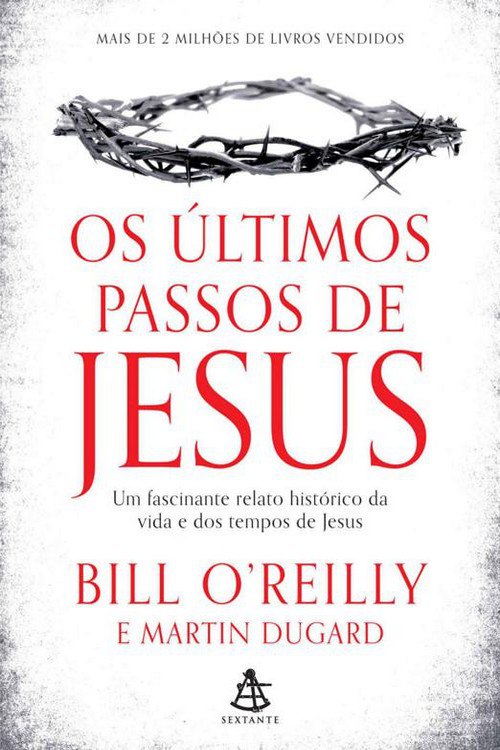 MAIS DE 2 MILHÕES DE LIVROS VENDIDOS
OS ÚLTIMOS
PASSOS DE
JESUS
Um fascinante relato histórico da
vida e dos tempos de Jesus
BILL O'REILLY
E MARTIN DUGARD
SEXTANTE